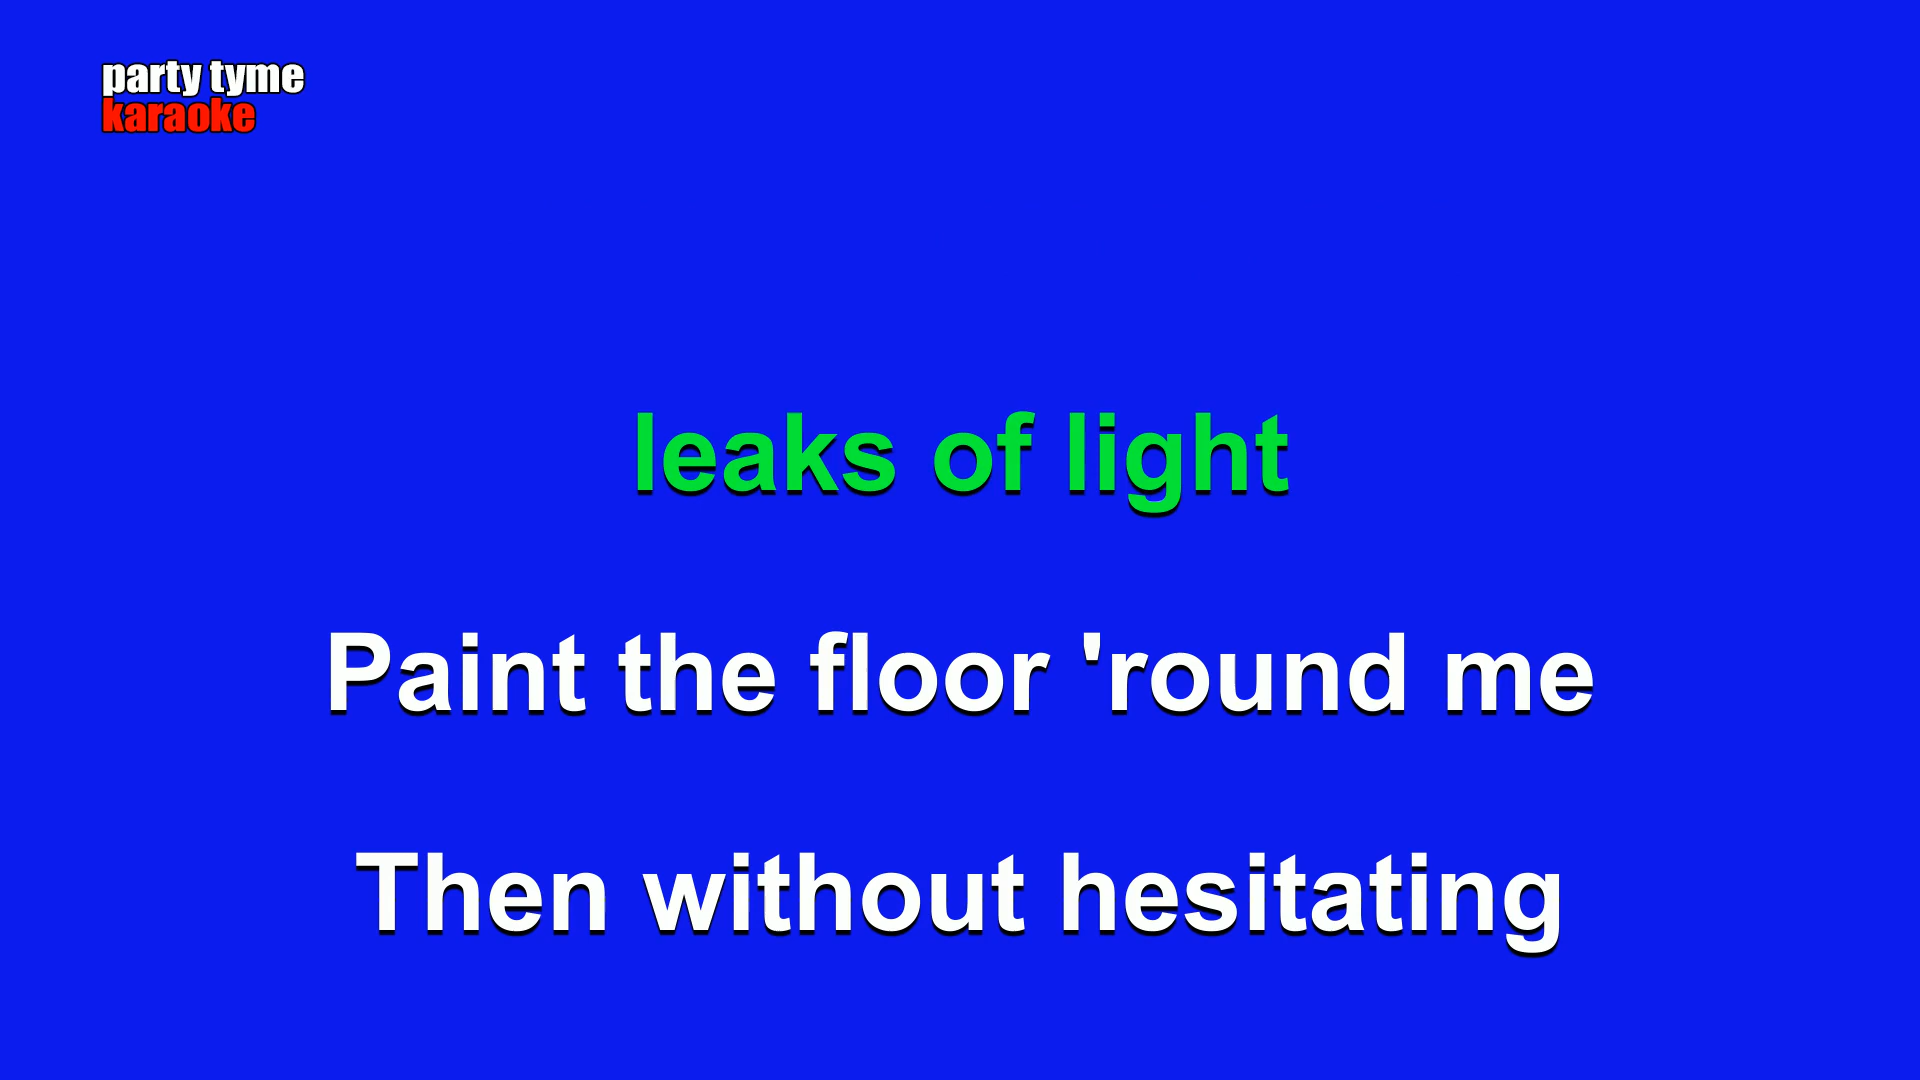 party tyme
karaoke
leaks of light
Paint the floor 'round me
Then without hesitating